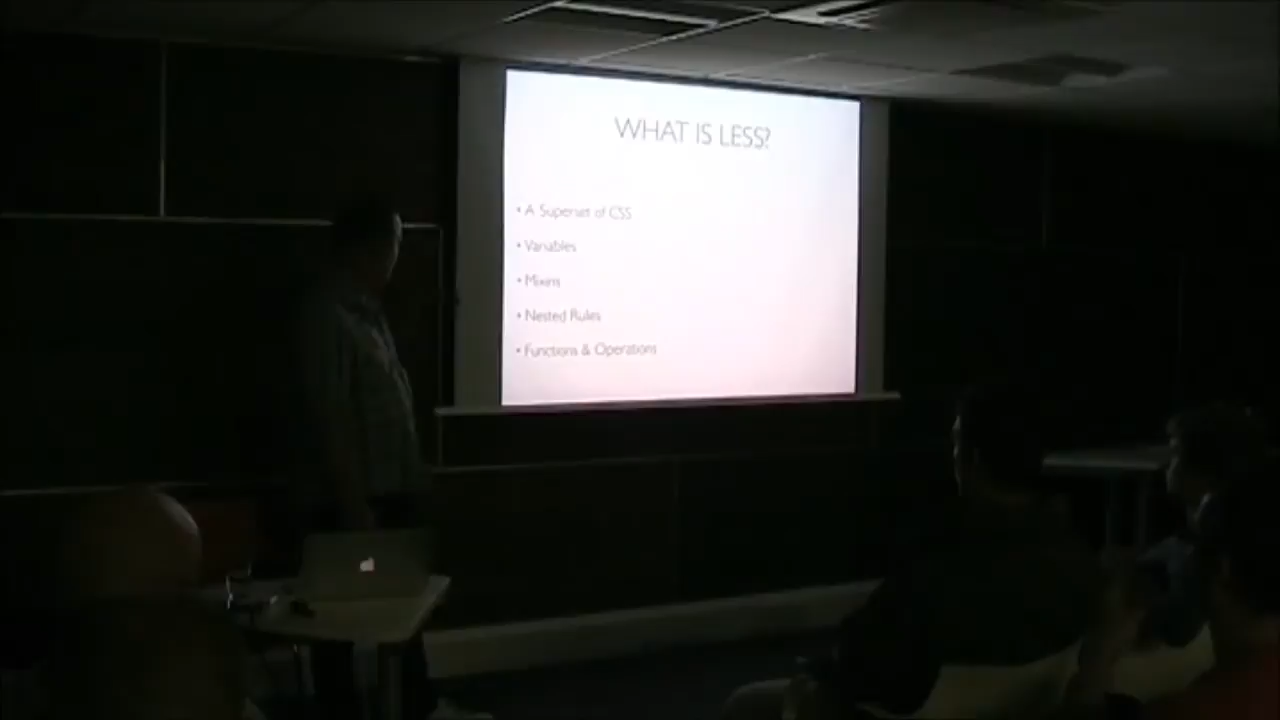 WHAT IS LESS?
• A Superset of CSS
• Variables
• Mixins
• Nested Rules
• Functions & Operations